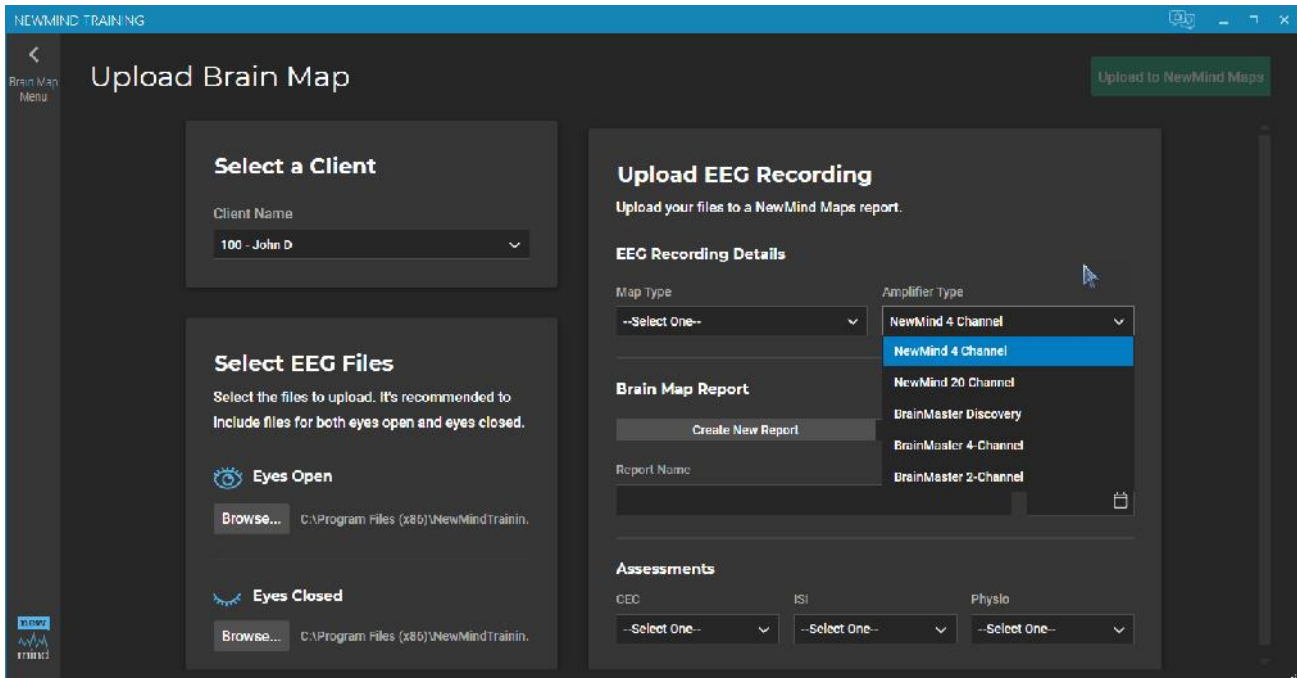 NEWMIND TRAINING
Brain Map
Menu
Upload Brain Map
Upload to NewMind Maps
Select a Client
Client Name
100 - John D
Select EEG Files
Select the files to upload. It's recommended to
include files for both eyes open and eyes closed.
Eyes Open
Browse... C:\Program Files (x86)\NewMindTrainin.
Eyes Closed
Browse... C:\Program Files (x86)\NewMindTrainin.
Upload EEG Recording
Upload your files to a NewMind Maps report.
EEG Recording Details
Map Type Amplifier Type
--Select One-- NewMind 4 Channel
NewMind 4 Channel
NewMind 20 Channel
BrainMaster Discovery
BrainMaster 4-Channel
BrainMaster 2-Channel
Brain Map Report
Create New Report
Report Name
Assessments
CEC ISI Physio
--Select One-- --Select One-- --Select One--
new
mind